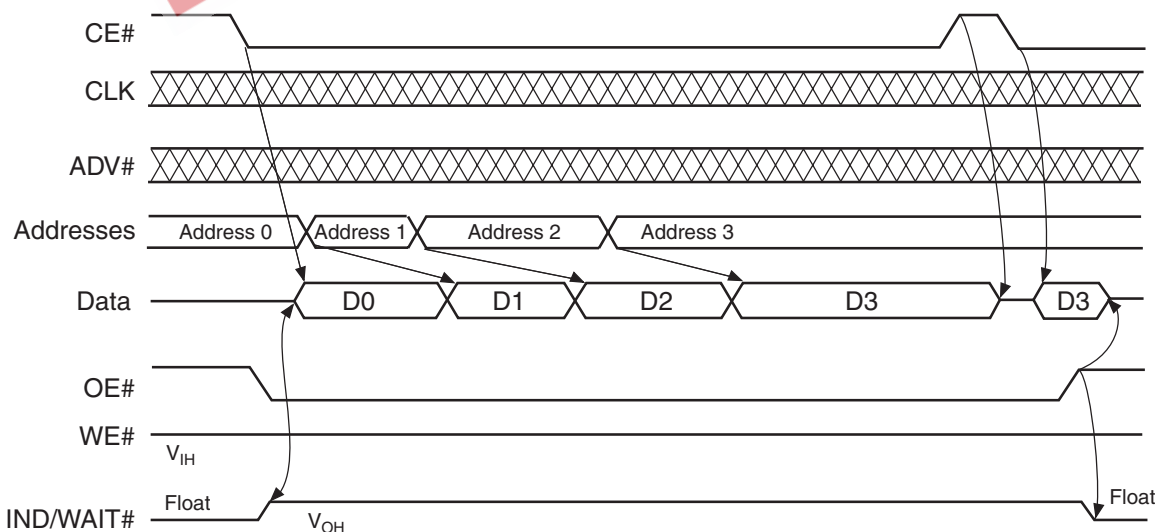 CE#
CLK
ADV#
Addresses Address 0 Address 1 Address 2 Address 3
Data D0 D1 D2 D3 D3
OE#
WE#
VIH
Float Float
IND/WAIT# VOH